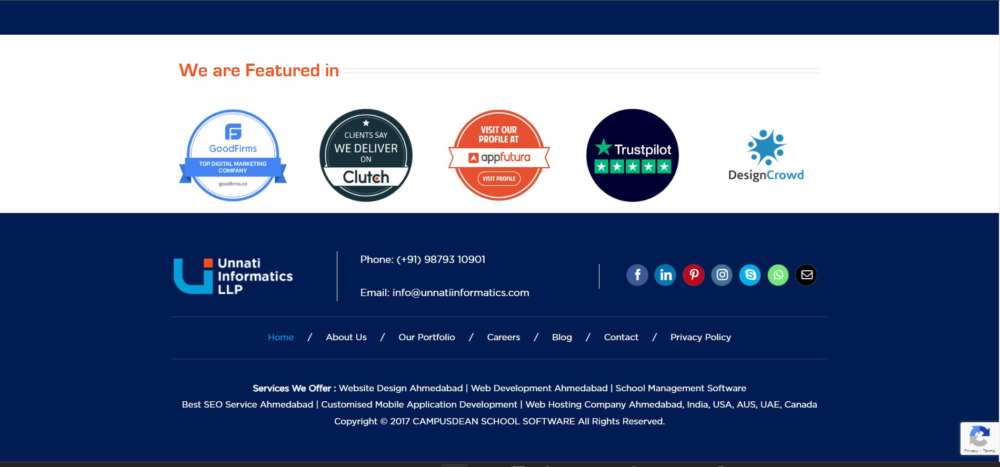 We are Featured in
GoodFirms
TOP DIGITAL MARKETING
COMPANY
goodfirms.co
CLIENTS SAY
WE DELIVER
ON
Clutch
VISIT OUR
PROFILE AT
appfutura
VISIT PROFILE
Trustpilot
DesignCrowd
Unnati
Informatics
LLP
Phone: (+91) 98793 10901
Email: info@unnatiinformatics.com
Home / About Us / Our Portfolio / Careers / Blog / Contact / Privacy Policy
Services We Offer : Website Design Ahmedabad | Web Development Ahmedabad | School Management Software
Best SEO Service Ahmedabad | Customised Mobile Application Development | Web Hosting Company Ahmedabad, India, USA, AUS, UAE, Canada
Copyright © 2017 CAMPUSDEAN SCHOOL SOFTWARE All Rights Reserved.
Privacy - Terms